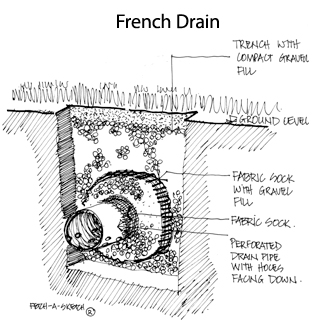 French Drain
TRENCH WITH
COMPACT GRAVEL
FILL
GROUND LEVEL
FABRIC SOCK
WITH GRAVEL
FILL
FABRIC SOCK.
PERFORATED
DRAIN PIPE
WITH HOLES
FACING DOWN.
FETCH-A-SKETCH
®